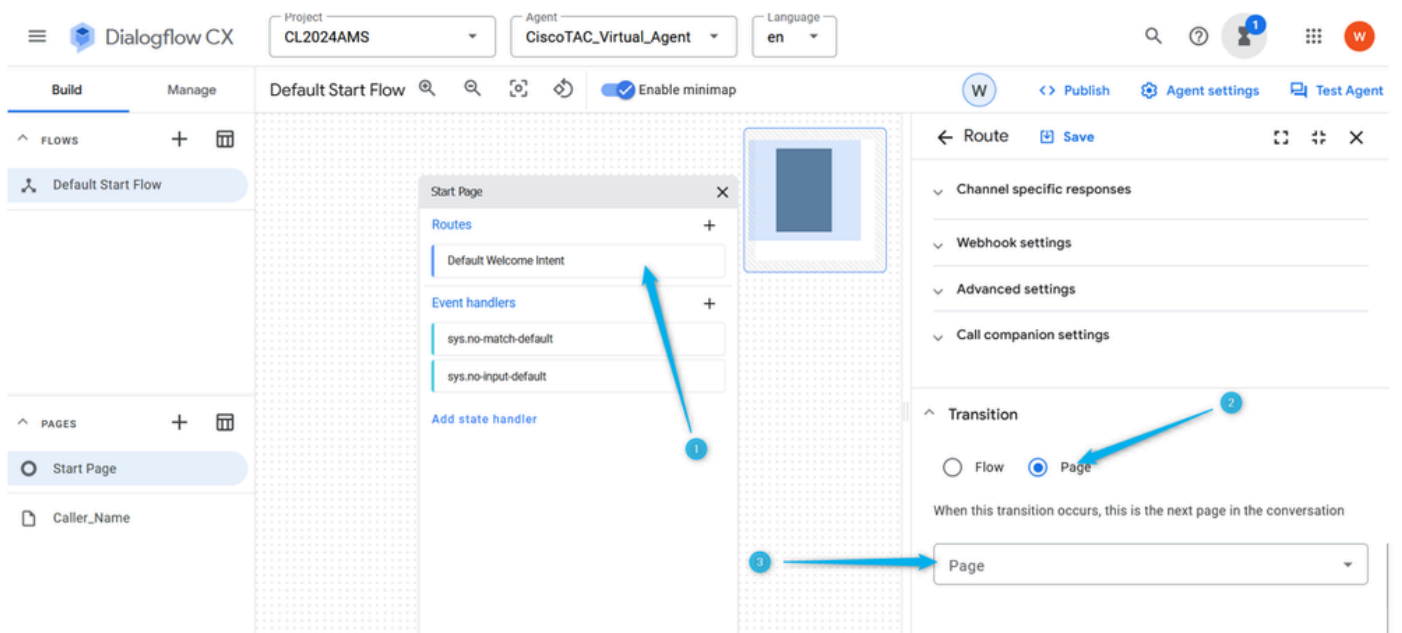 Dialogflow CX
Project
CL2024AMS
Agent
CiscoTAC_Virtual_Agent
Language
en
1
W
Build
Manage
Default Start Flow
Enable minimap
W
Publish
Agent settings
Test Agent
FLOWS
Default Start Flow
Start Page
Routes
Default Welcome Intent
Event handlers
sys.no-match-default
sys.no-input-default
Add state handler
1
PAGES
Start Page
Caller_Name
Route
Save
Channel specific responses
Webhook settings
Advanced settings
Call companion settings
2
Transition
Flow
Page
When this transition occurs, this is the next page in the conversation
3
Page